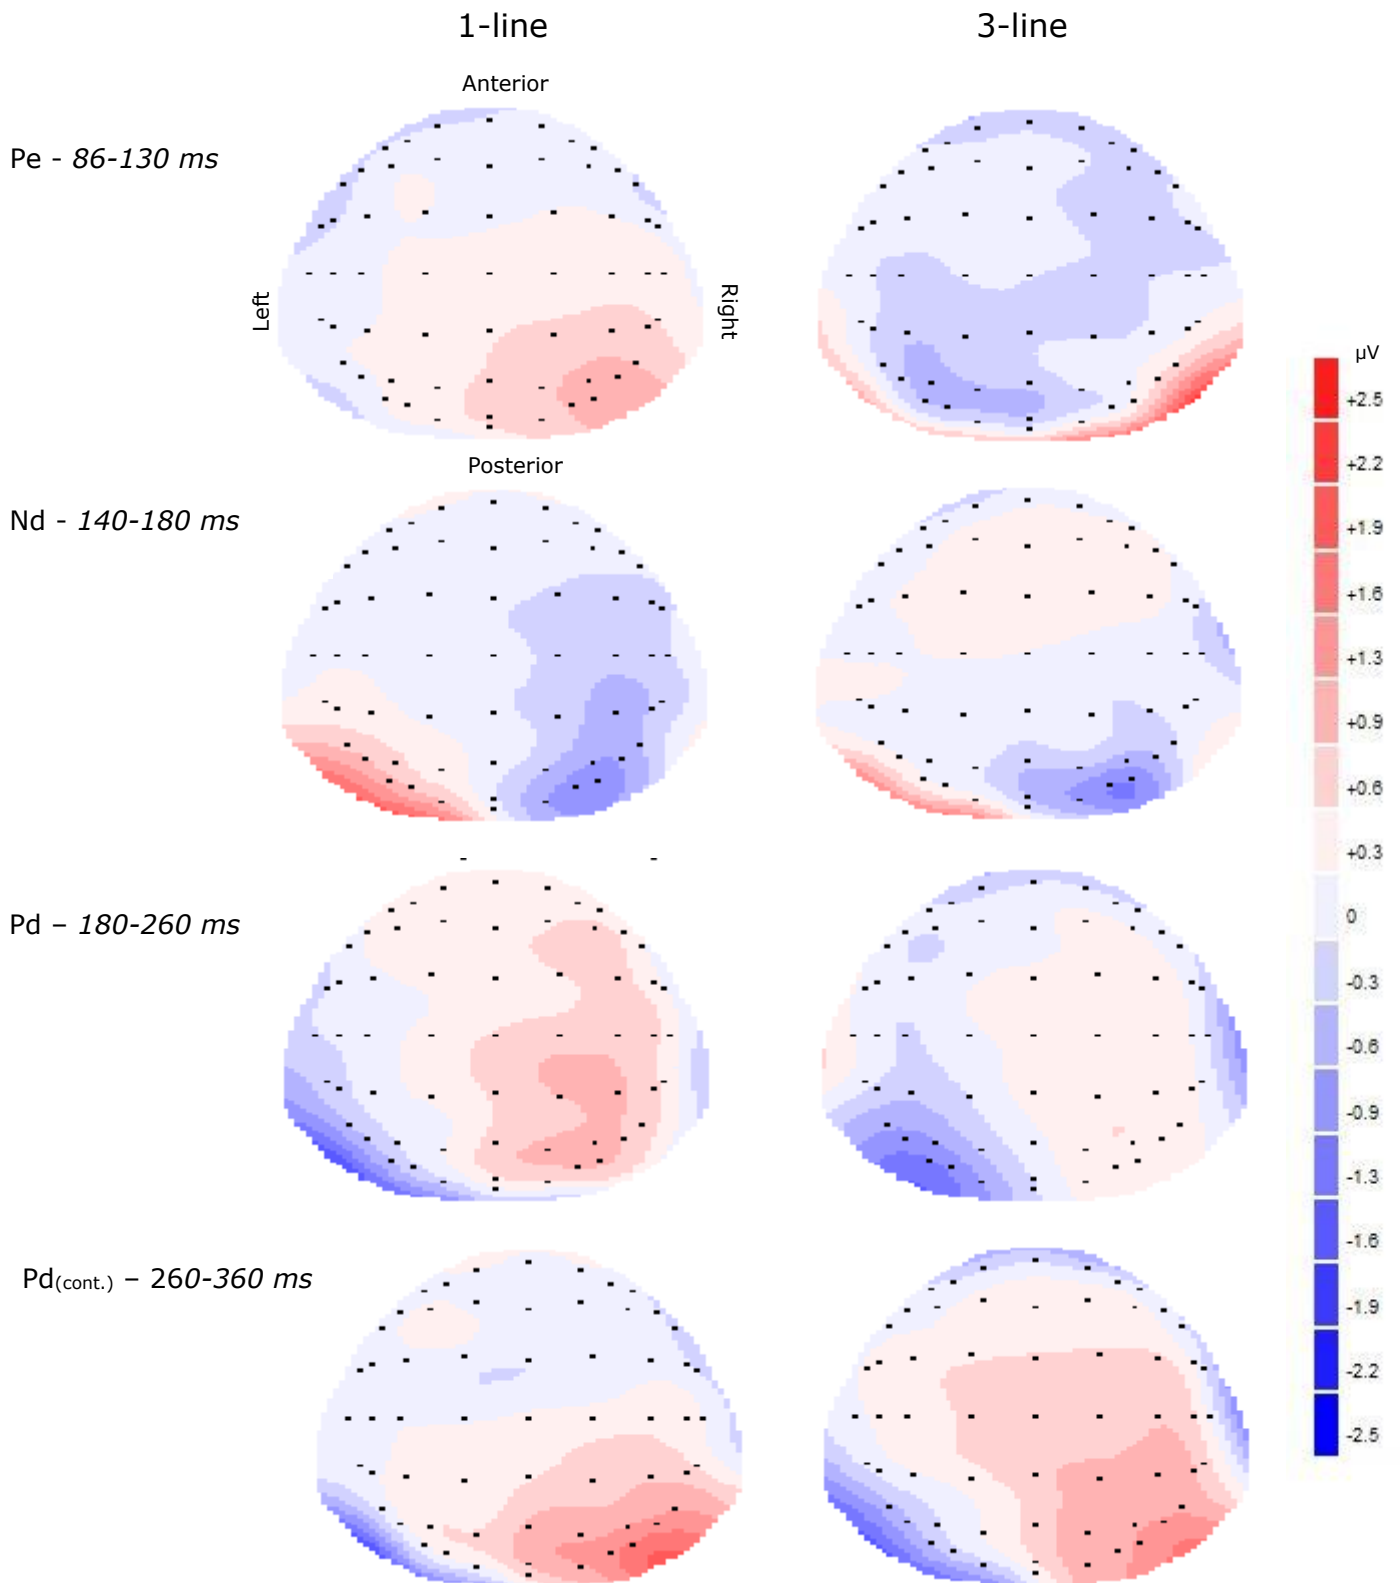 1-line
3-line
Anterior
Pe - 86-130 ms
Left
Right
Posterior
Nd - 140-180 ms
Pd – 180-260 ms
Pd(cont.) – 260-360 ms
µV
+2.5
+2.2
+1.9
+1.6
+1.3
+0.9
+0.6
+0.3
0
-0.3
-0.6
-0.9
-1.3
-1.6
-1.9
-2.2
-2.5